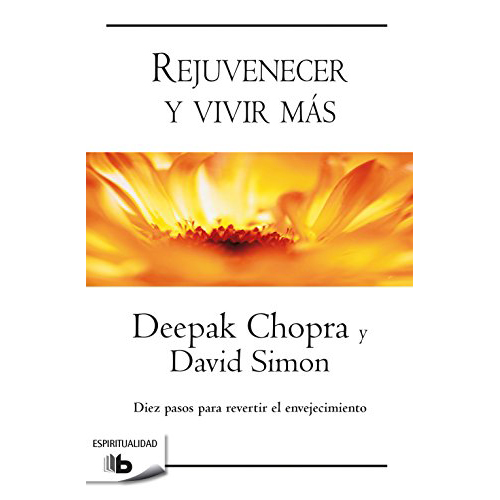 REJUVENECER
Y VIVIR MÁS
Deepak Chopra y
David Simon
Diez pasos para revertir el envejecimiento
ESPIRITUALIDAD
b